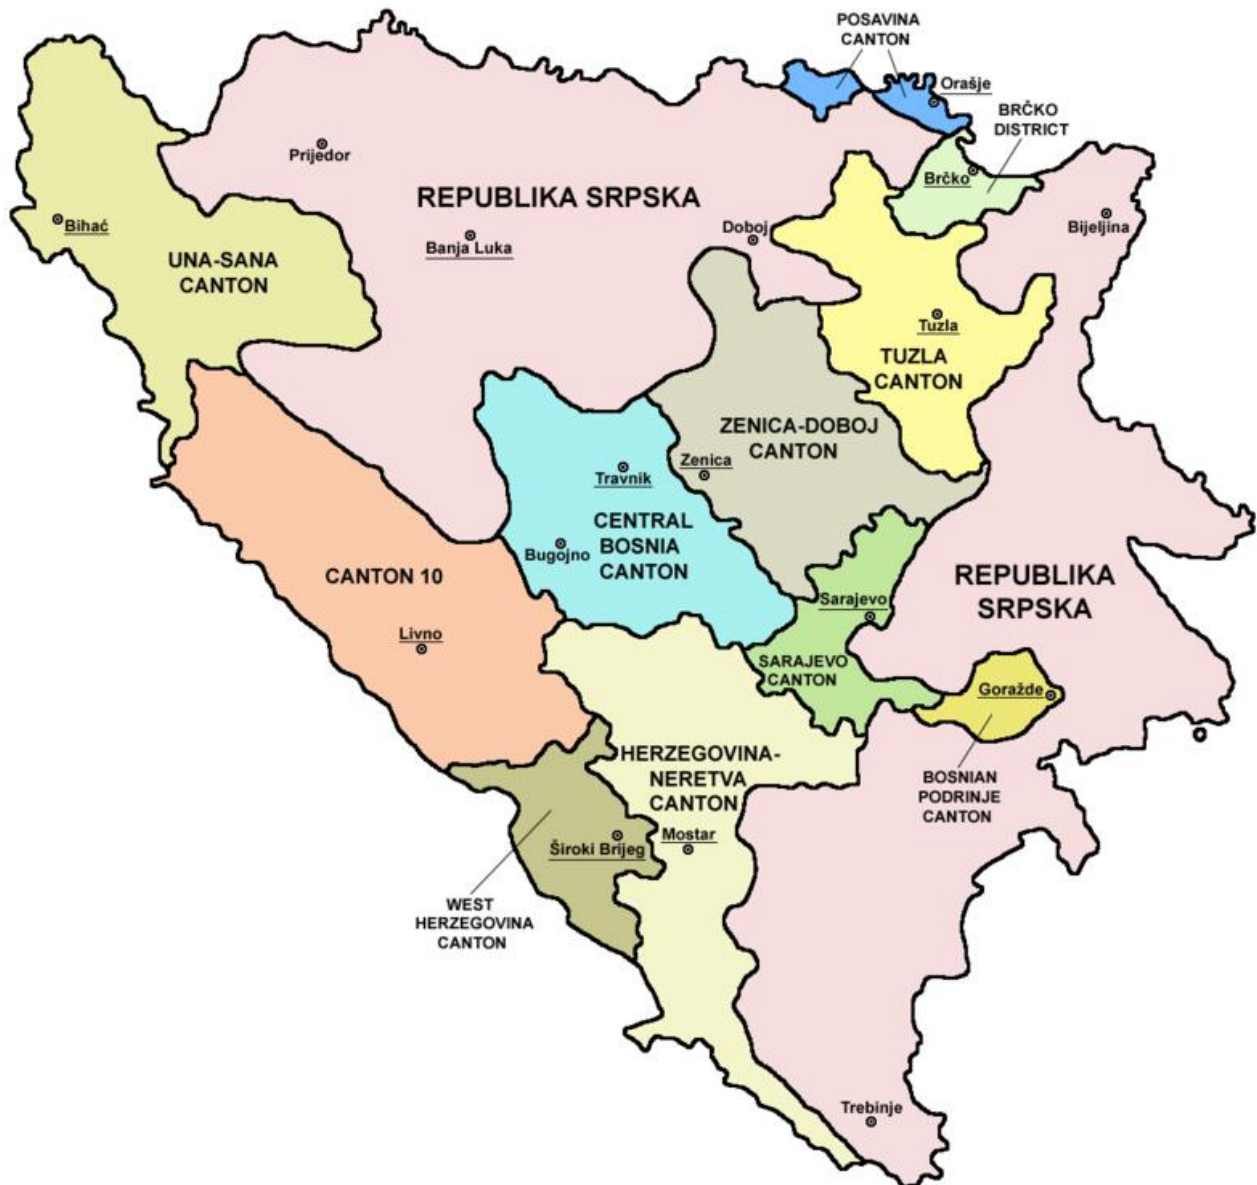 POSAVINA
CANTON
Orašje
BRČKO
DISTRICT
Prijedor
Brčko
REPUBLIKA SRPSKA
Bihać
Doboj
Bijeljina
Banja Luka
UNA-SANA
CANTON
Tuzla
TUZLA
CANTON
ZENICA-DOBOJ
CANTON
Zenica
Travnik
CENTRAL
BOSNIA
CANTON
Bugojno
CANTON 10
REPUBLIKA
SRPSKA
Sarajevo
Livno
SARAJEVO
CANTON
Goražde
HERZEGOVINA-
NERETVA
CANTON
BOSNIAN
PODRINJE
CANTON
Mostar
Široki Brijeg
WEST
HERZEGOVINA
CANTON
Trebinje